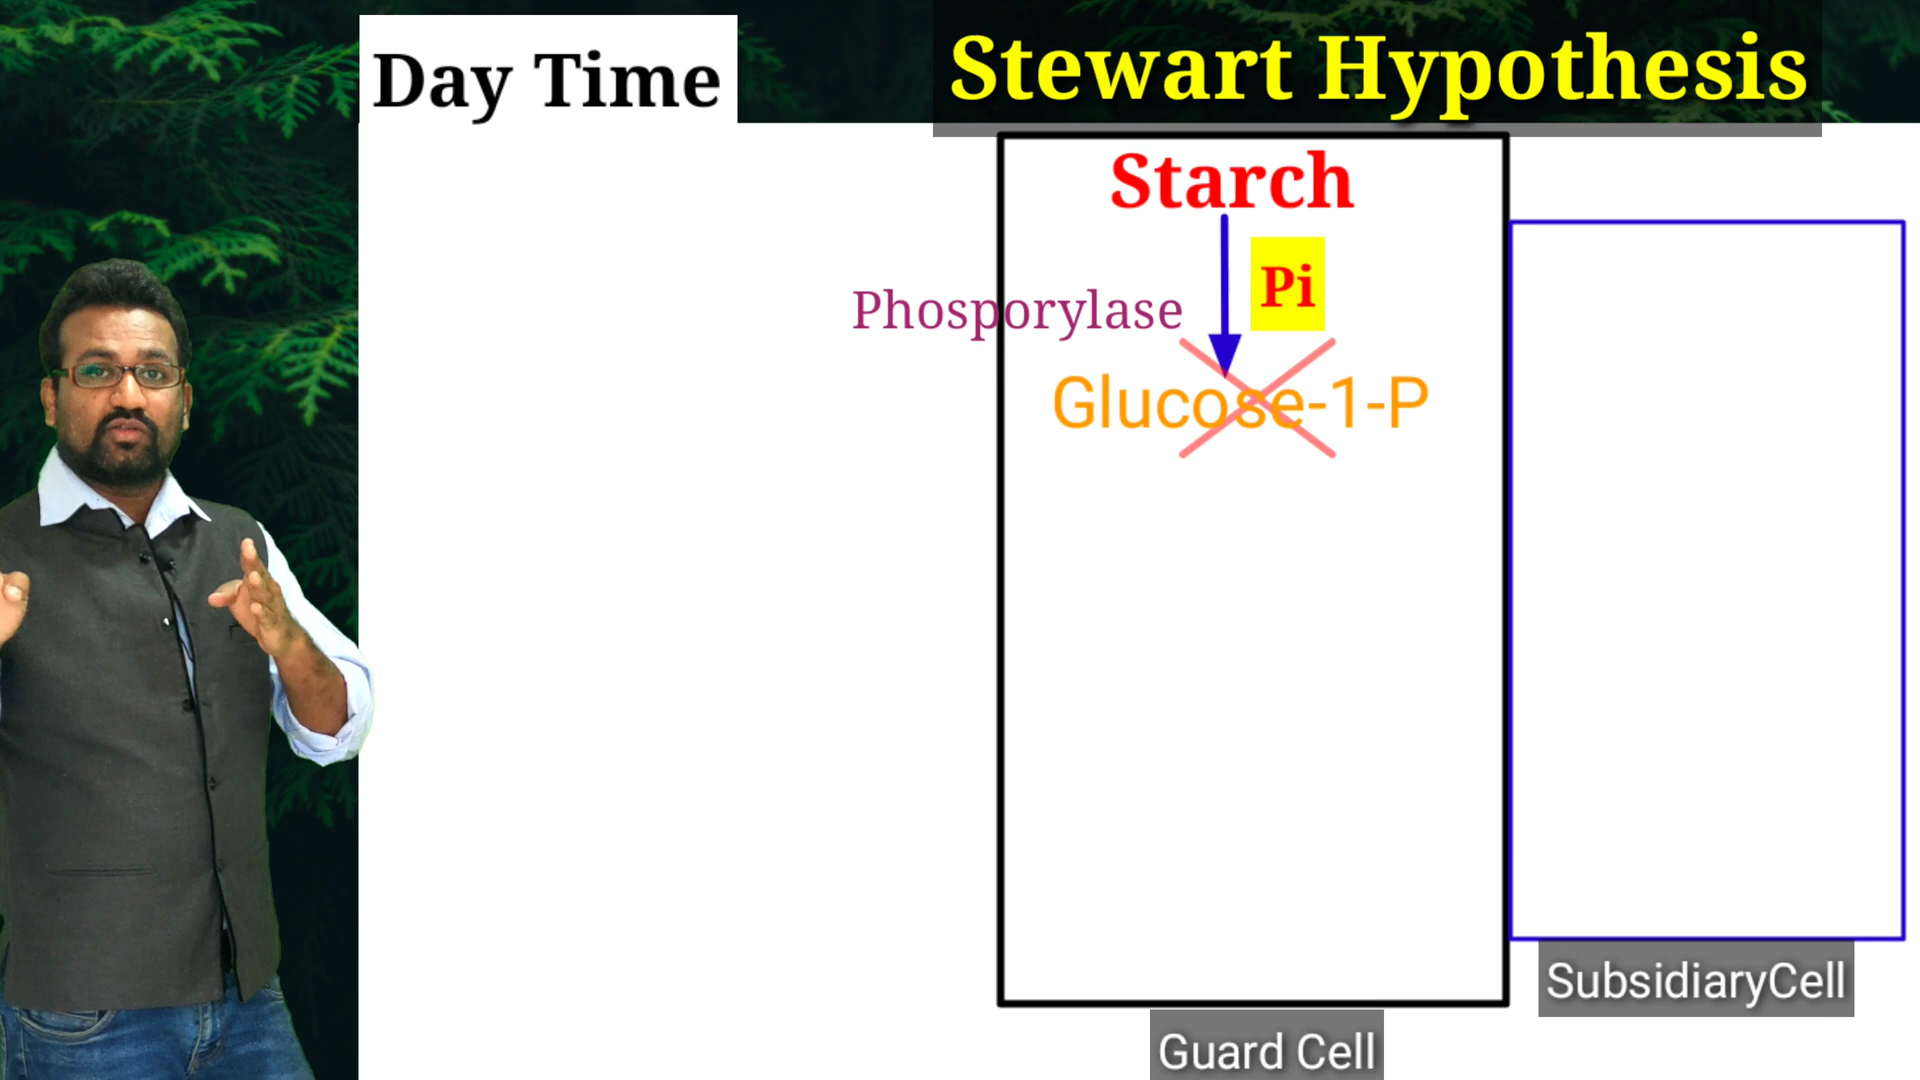 Day Time
Stewart Hypothesis
Starch
Pi
Phosporylase
Glucose-1-P
SubsidiaryCell
Guard Cell